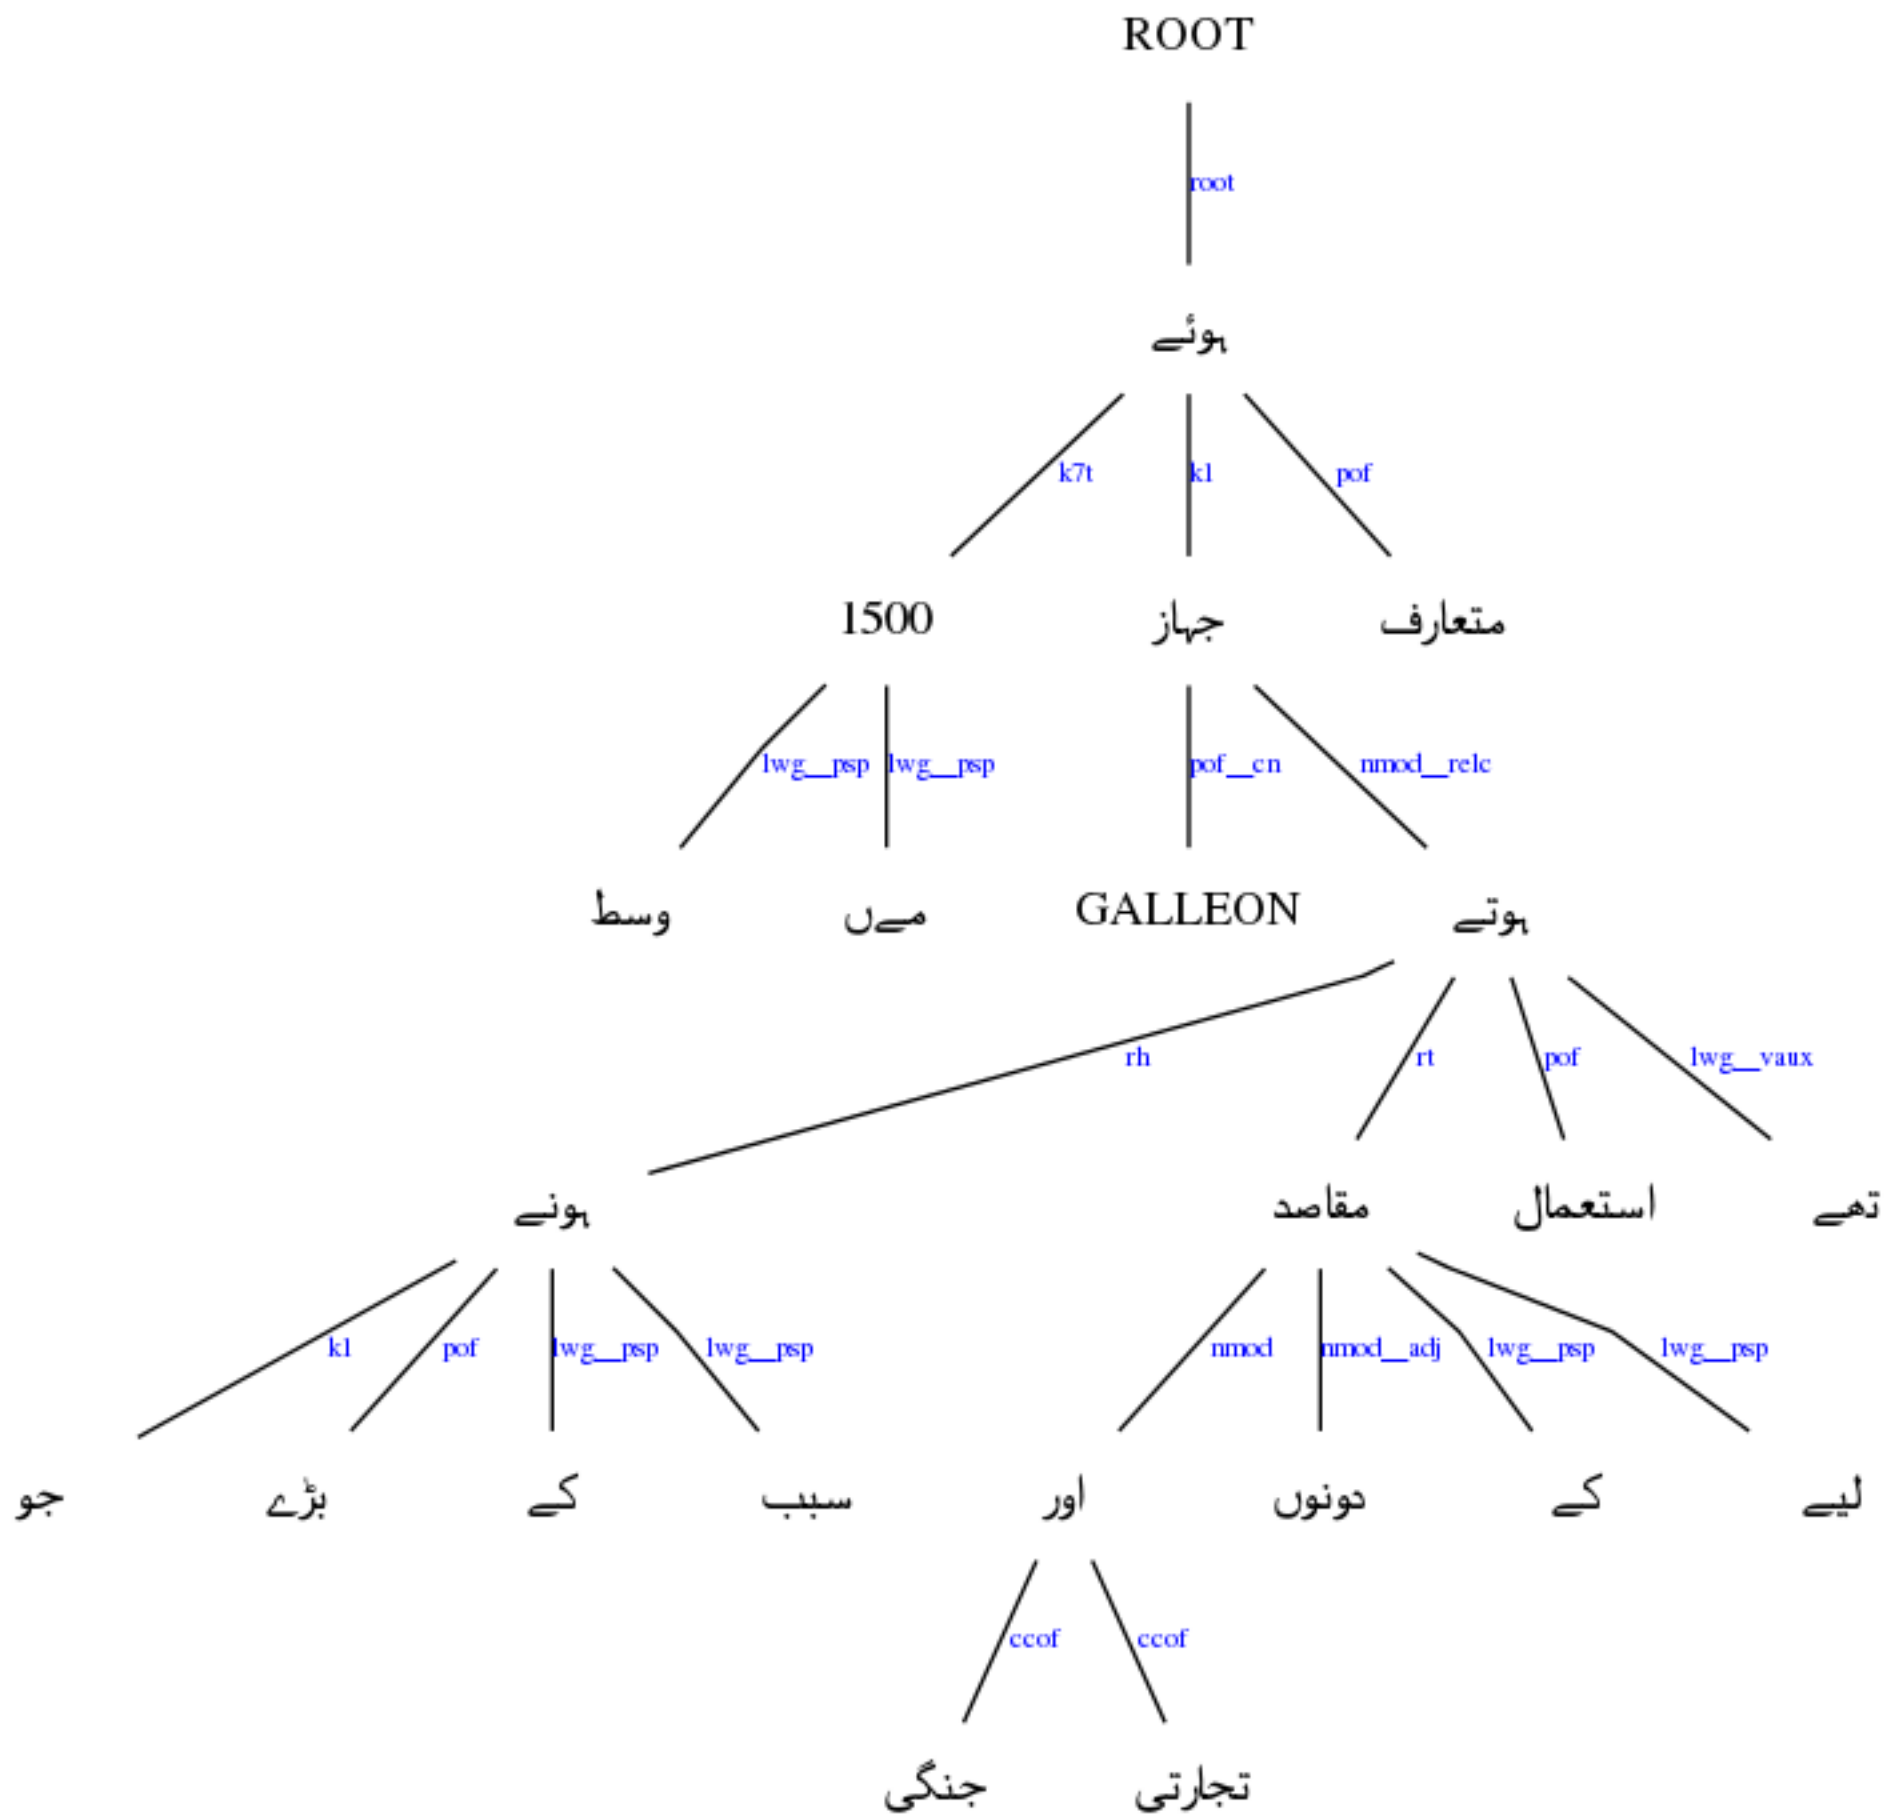 ROOT
root
ہوئے
k7t k1 pof
1500 جہاز متعارف
lwg__psp lwg__psp pof__cn nmod__relc
وسط مےں GALLEON ہوتے
rh rt pof lwg__vaux
ہونے مقاصد استعمال تھے
k1 pof lwg__psp lwg__psp nmod nmod__adj lwg__psp lwg__psp
جو بڑے کے سبب اور دونوں کے لیے
ccof ccof
جنگی تجارتی